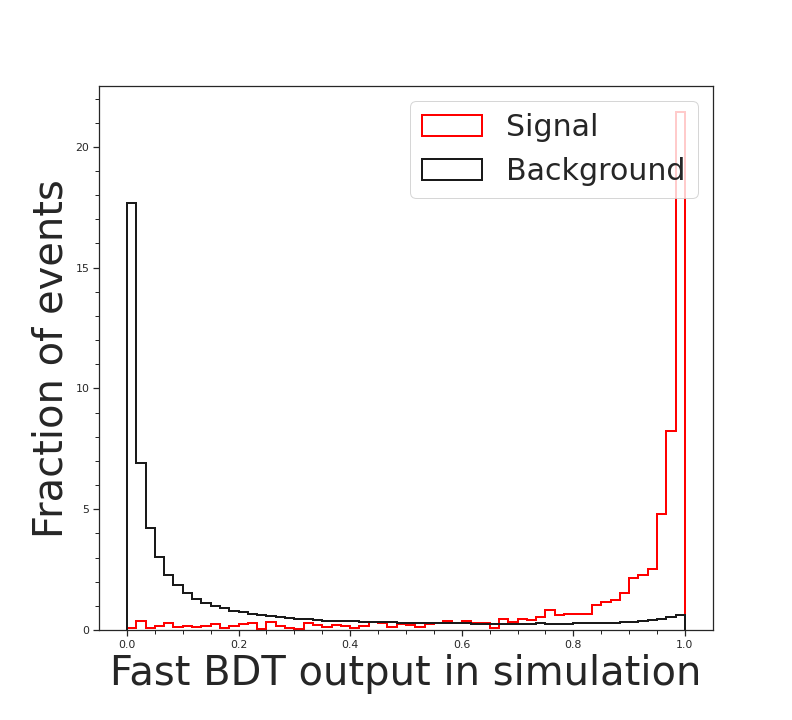 Signal
Background
Fraction of events
20
15
10
5
0
0.0 0.2 0.4 0.6 0.8 1.0
Fast BDT output in simulation